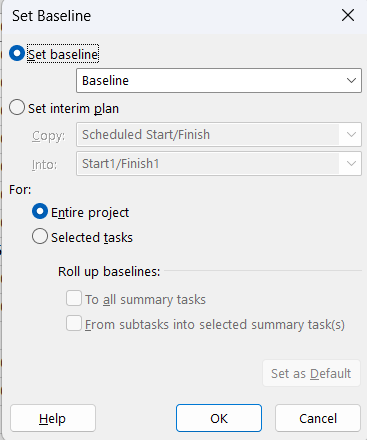 Set Baseline
Set baseline
Baseline
Set interim plan
Copy: Scheduled Start/Finish
Into: Start1/Finish1
For:
Entire project
Selected tasks
Roll up baselines:
To all summary tasks
From subtasks into selected summary task(s)
Set as Default
Help OK Cancel